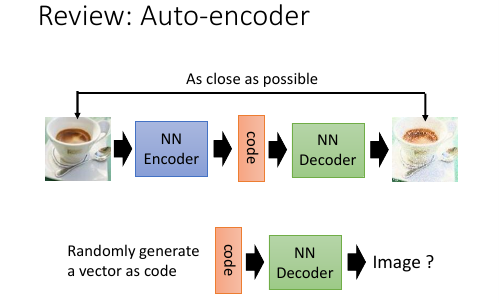 Review: Auto-encoder
As close as possible
NN
Encoder
code
NN
Decoder
Randomly generate
a vector as code
code
NN
Decoder
Image ?